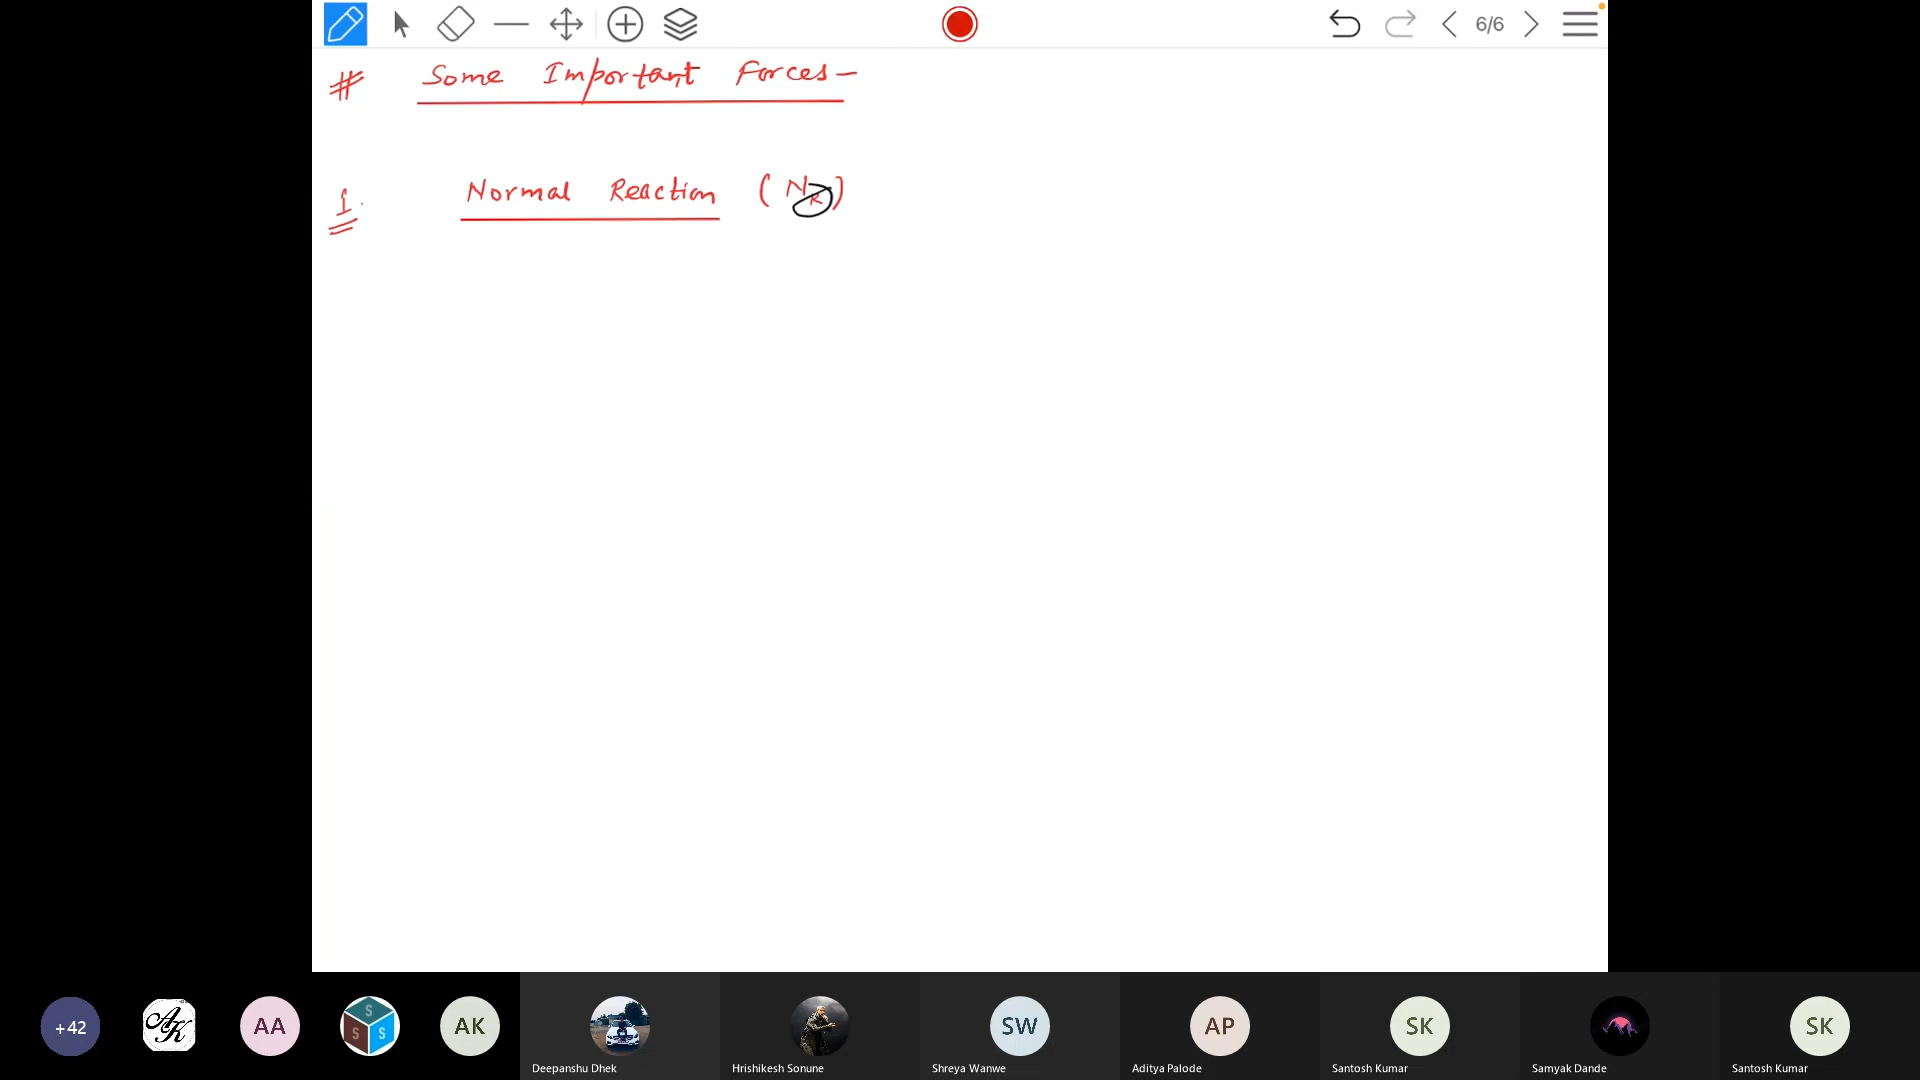 6/6
# Some Important Forces-
1. Normal Reaction (NR)
+42 AK AA S S S AK SW AP SK SK
Deepanshu Dhek Hrishikesh Sonune Shreya Wanwe Aditya Palode Santosh Kumar Samyak Dande Santosh Kumar